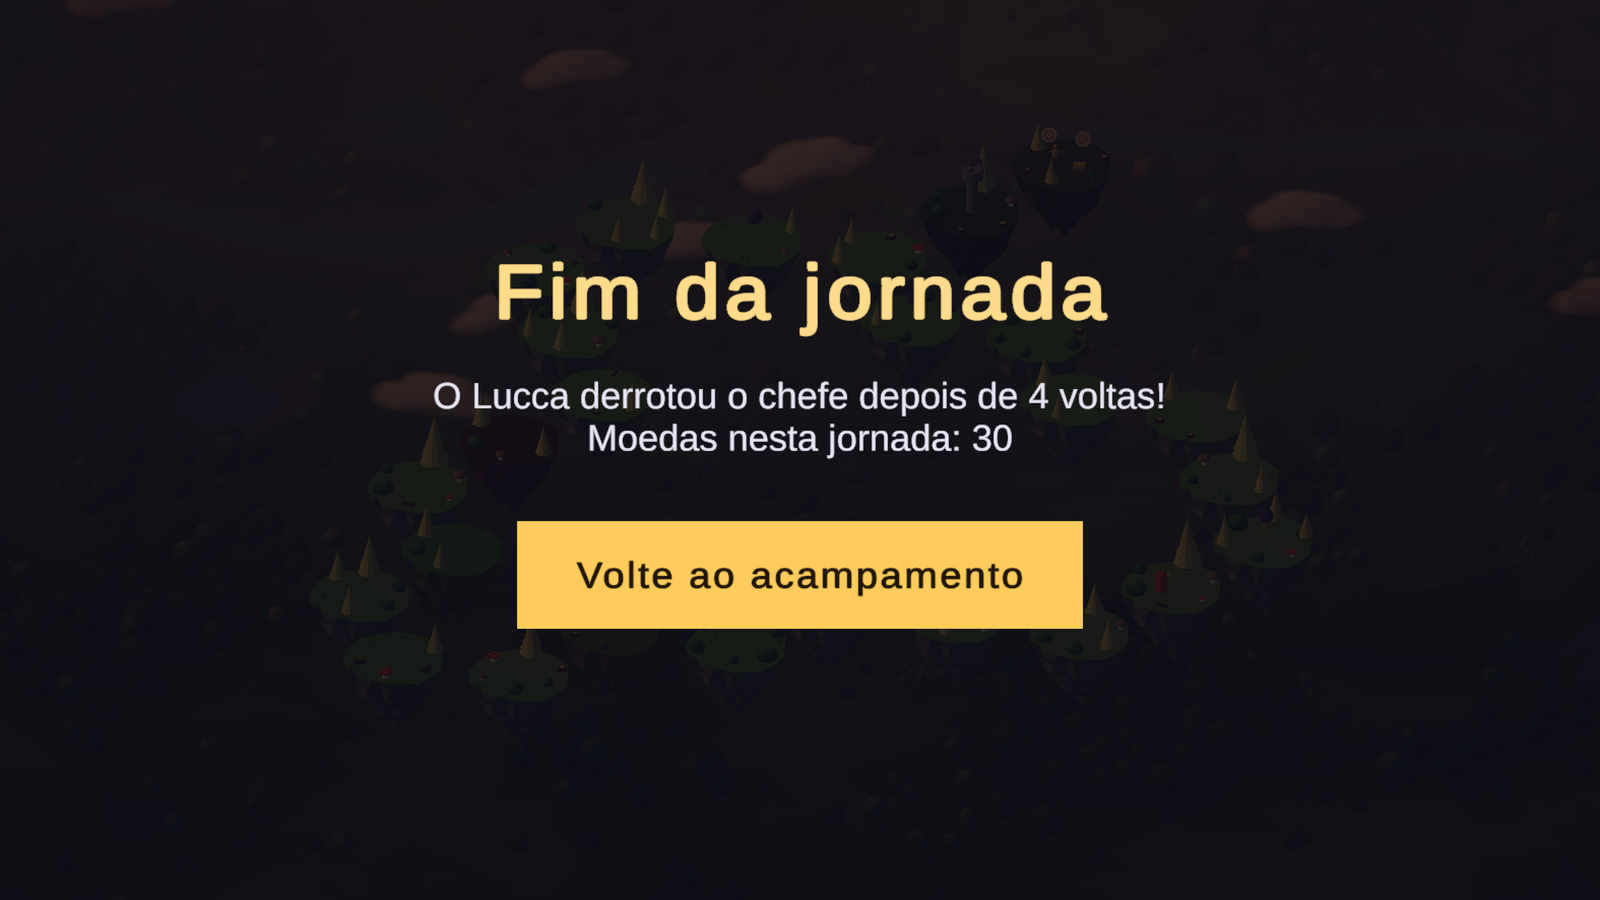 Fim da jornada
O Lucca derrotou o chefe depois de 4 voltas!
Moedas nesta jornada: 30
Volte ao acampamento